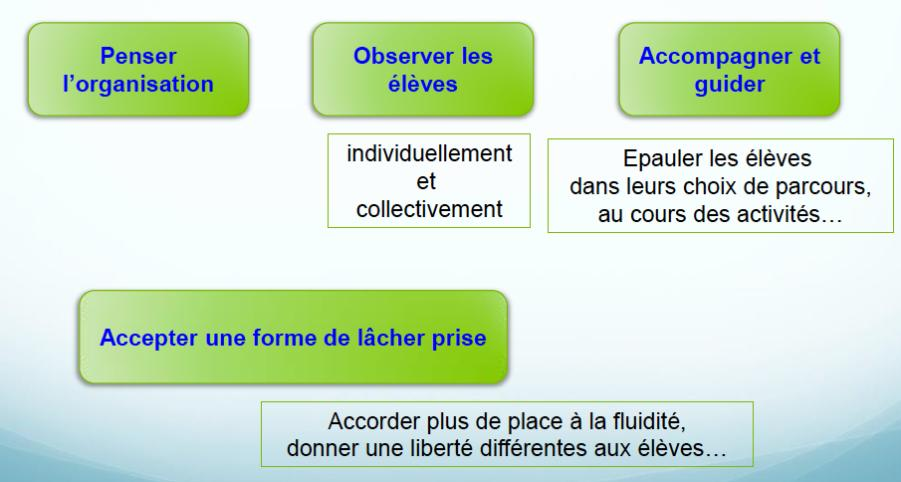 Penser
l’organisation
Observer les
élèves
Accompagner et
guider
individuellement
et
collectivement
Epauler les élèves
dans leurs choix de parcours,
au cours des activités…
Accepter une forme de lâcher prise
Accorder plus de place à la fluidité,
donner une liberté différentes aux élèves…